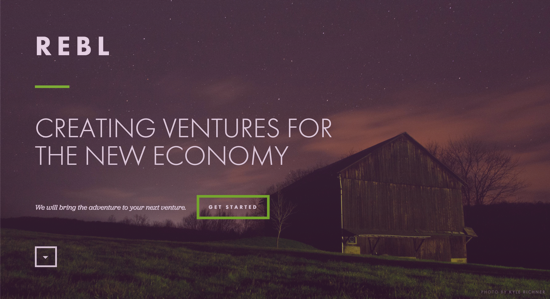 REBL
CREATING VENTURES FOR
THE NEW ECONOMY
We will bring the adventure to your next venture.
GET STARTED
PHOTO BY KYLE